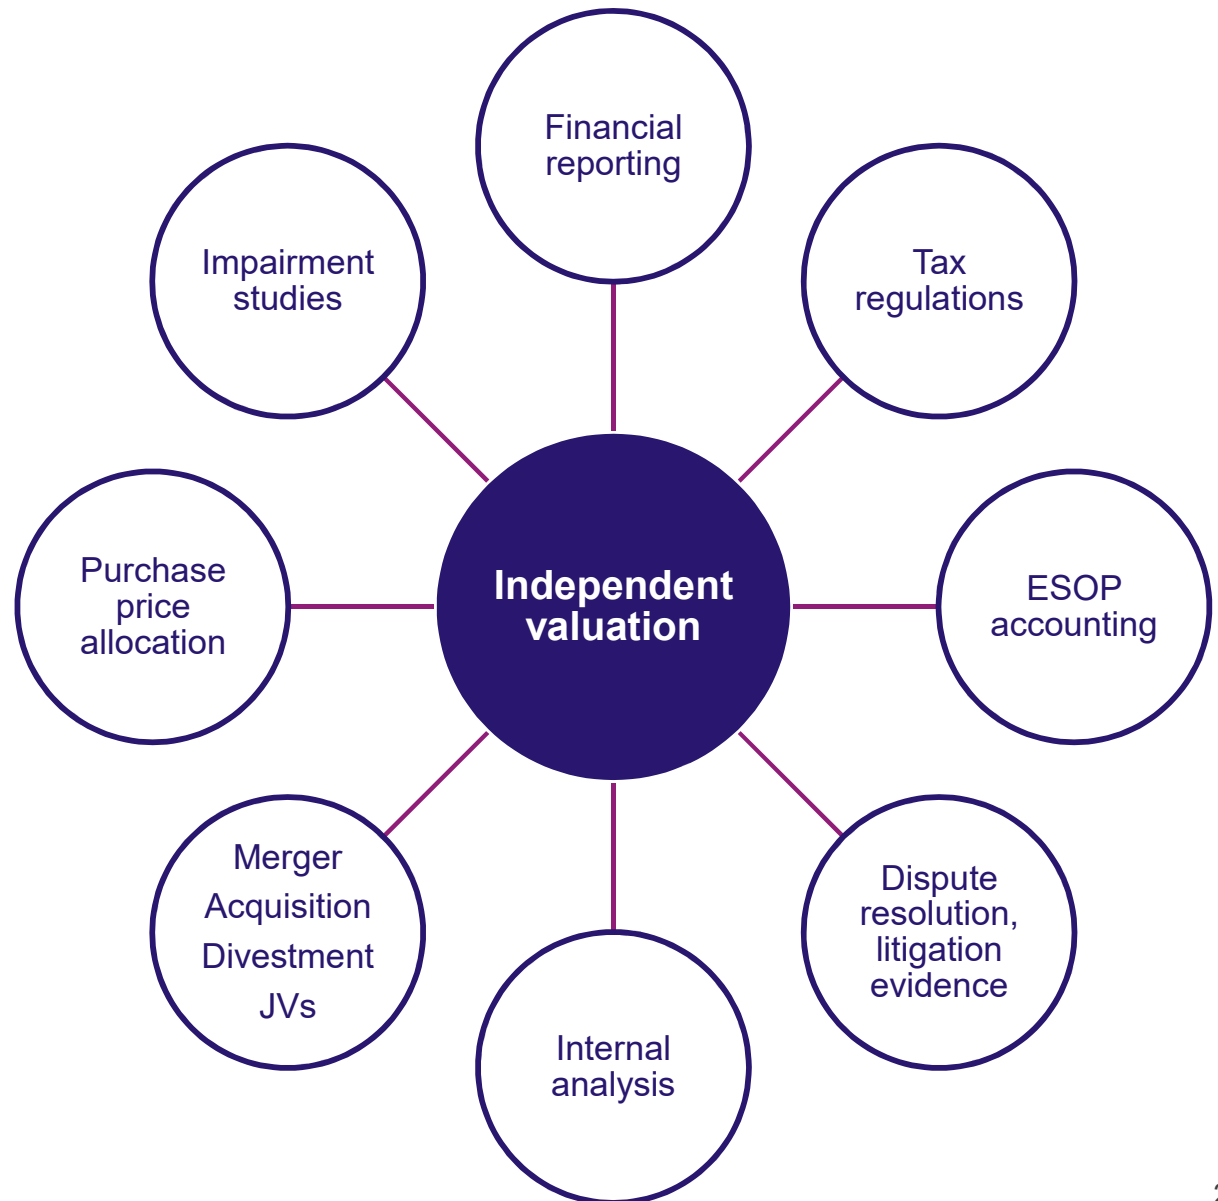 Financial
reporting
Impairment
studies
Tax
regulations
Purchase
price
allocation
Independent
valuation
ESOP
accounting
Merger
Acquisition
Divestment
JVs
Dispute
resolution,
litigation
evidence
Internal
analysis